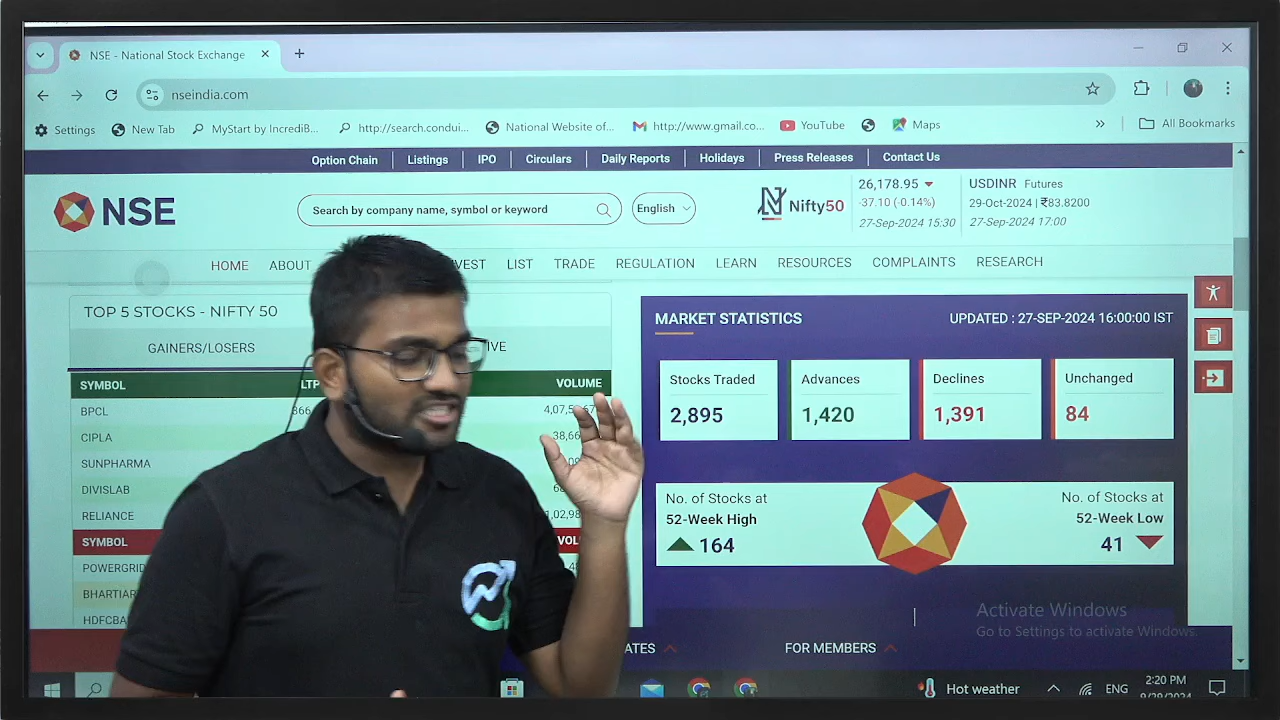 NSE - National Stock Exchange
nseindia.com
Settings
New Tab
MyStart by IncrediB...
http://search.condui...
National Website of...
http://www.gmail.co...
YouTube
Maps
»
All Bookmarks
Option Chain
Listings
IPO
Circulars
Daily Reports
Holidays
Press Releases
Contact Us
NSE
Search by company name, symbol or keyword
English
Nifty50
26,178.95
-37.10 (-0.14%)
27-Sep-2024 15:30
USDINR Futures
29-Oct-2024 | ₹83.8200
27-Sep-2024 17:00
HOME
ABOUT
LIST
TRADE
REGULATION
LEARN
RESOURCES
COMPLAINTS
RESEARCH
TOP 5 STOCKS - NIFTY 50
GAINERS/LOSERS
SYMBOL
VOLUME
BPCL
CIPLA
SUNPHARMA
DIVISLAB
RELIANCE
SYMBOL
POWERGRID
MARKET STATISTICS
UPDATED : 27-SEP-2024 16:00:00 IST
Stocks Traded
2,895
Advances
1,420
Declines
1,391
Unchanged
84
No. of Stocks at
52-Week High
164
No. of Stocks at
52-Week Low
41
Activate Windows
Go to Settings to activate Windows.
FOR MEMBERS
Hot weather
ENG
2:20 PM